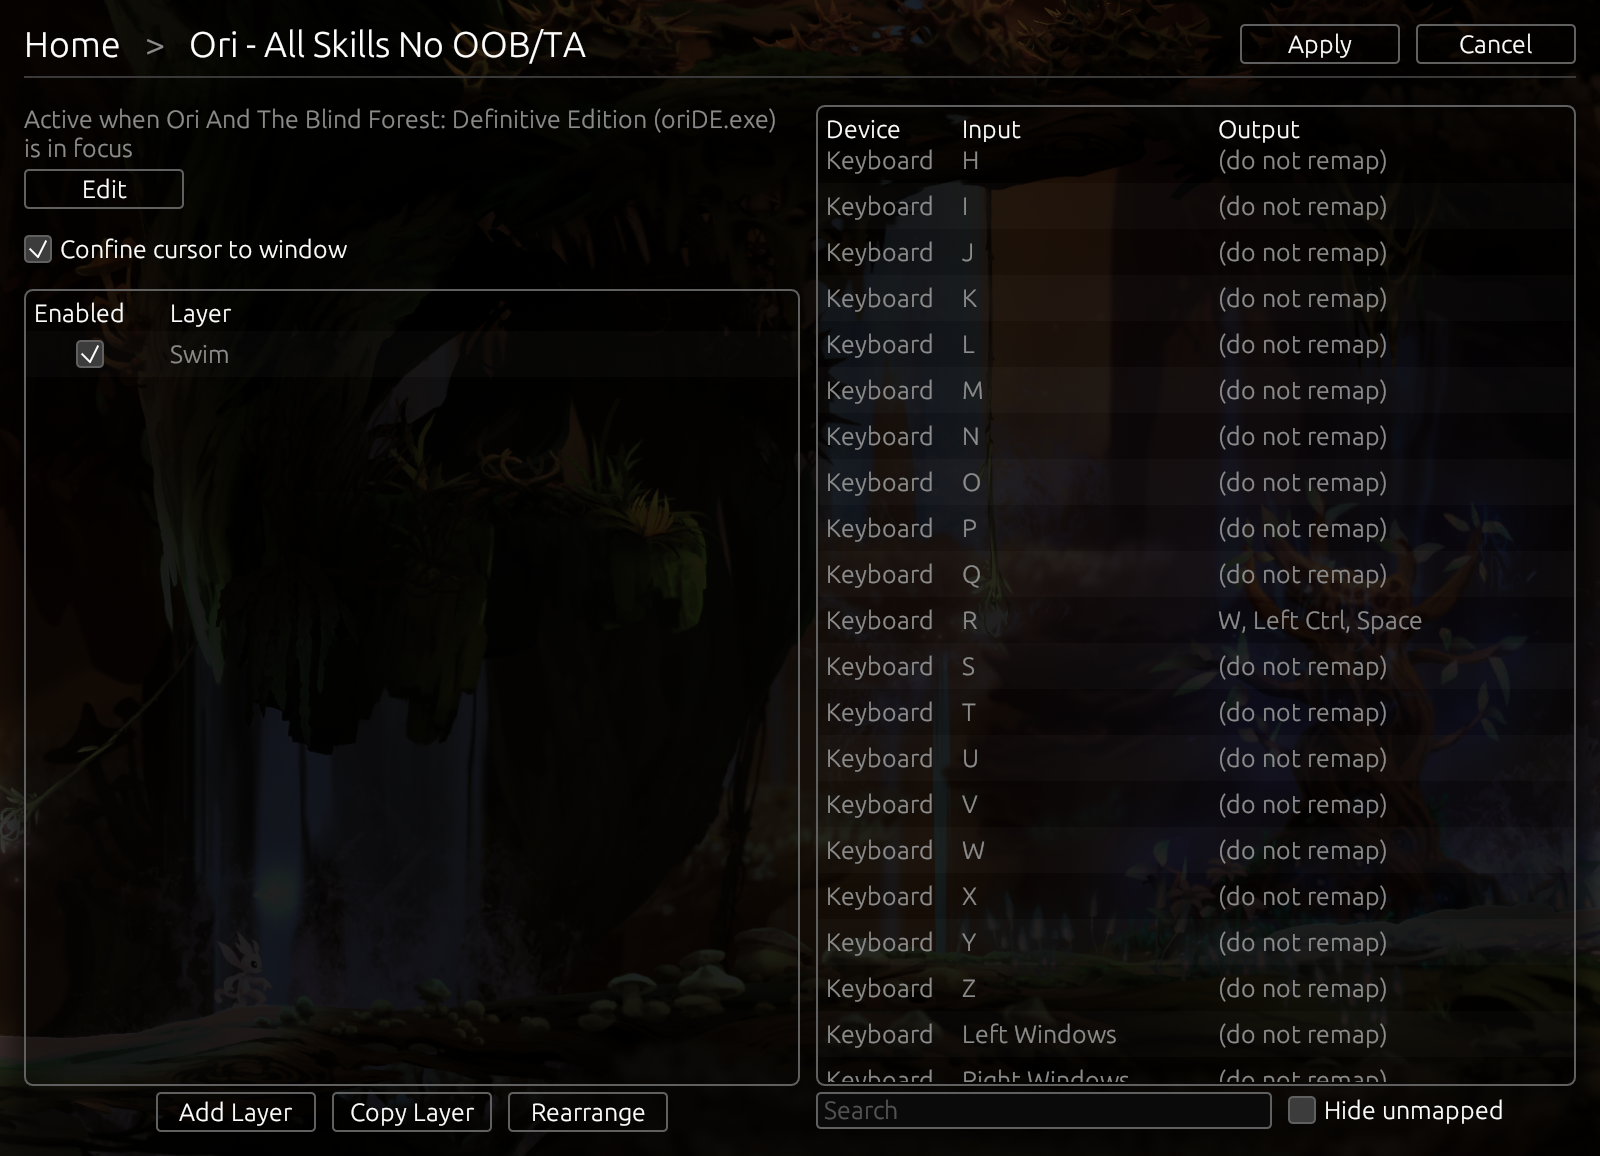 Home > Ori - All Skills No OOB/TA
Apply
Cancel
Active when Ori And The Blind Forest: Definitive Edition (oriDE.exe)
is in focus
Edit
Confine cursor to window
Enabled Layer
Swim
Add Layer
Copy Layer
Rearrange
Device Input Output
Keyboard H (do not remap)
Keyboard I (do not remap)
Keyboard J (do not remap)
Keyboard K (do not remap)
Keyboard L (do not remap)
Keyboard M (do not remap)
Keyboard N (do not remap)
Keyboard O (do not remap)
Keyboard P (do not remap)
Keyboard Q (do not remap)
Keyboard R W, Left Ctrl, Space
Keyboard S (do not remap)
Keyboard T (do not remap)
Keyboard U (do not remap)
Keyboard V (do not remap)
Keyboard W (do not remap)
Keyboard X (do not remap)
Keyboard Y (do not remap)
Keyboard Z (do not remap)
Keyboard Left Windows (do not remap)
Keyboard Right Windows (do not remap)
Search
Hide unmapped